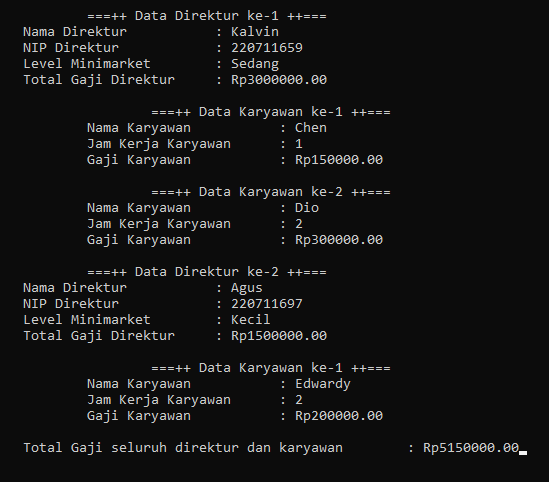 ===++ Data Direktur ke-1 ++===
Nama Direktur : Kalvin
NIP Direktur : 220711659
Level Minimarket : Sedang
Total Gaji Direktur : Rp3000000.00
===++ Data Karyawan ke-1 ++===
Nama Karyawan : Chen
Jam Kerja Karyawan : 1
Gaji Karyawan : Rp150000.00
===++ Data Karyawan ke-2 ++===
Nama Karyawan : Dio
Jam Kerja Karyawan : 2
Gaji Karyawan : Rp300000.00
===++ Data Direktur ke-2 ++===
Nama Direktur : Agus
NIP Direktur : 220711697
Level Minimarket : Kecil
Total Gaji Direktur : Rp1500000.00
===++ Data Karyawan ke-1 ++===
Nama Karyawan : Edwardy
Jam Kerja Karyawan : 2
Gaji Karyawan : Rp200000.00
Total Gaji seluruh direktur dan karyawan : Rp5150000.00